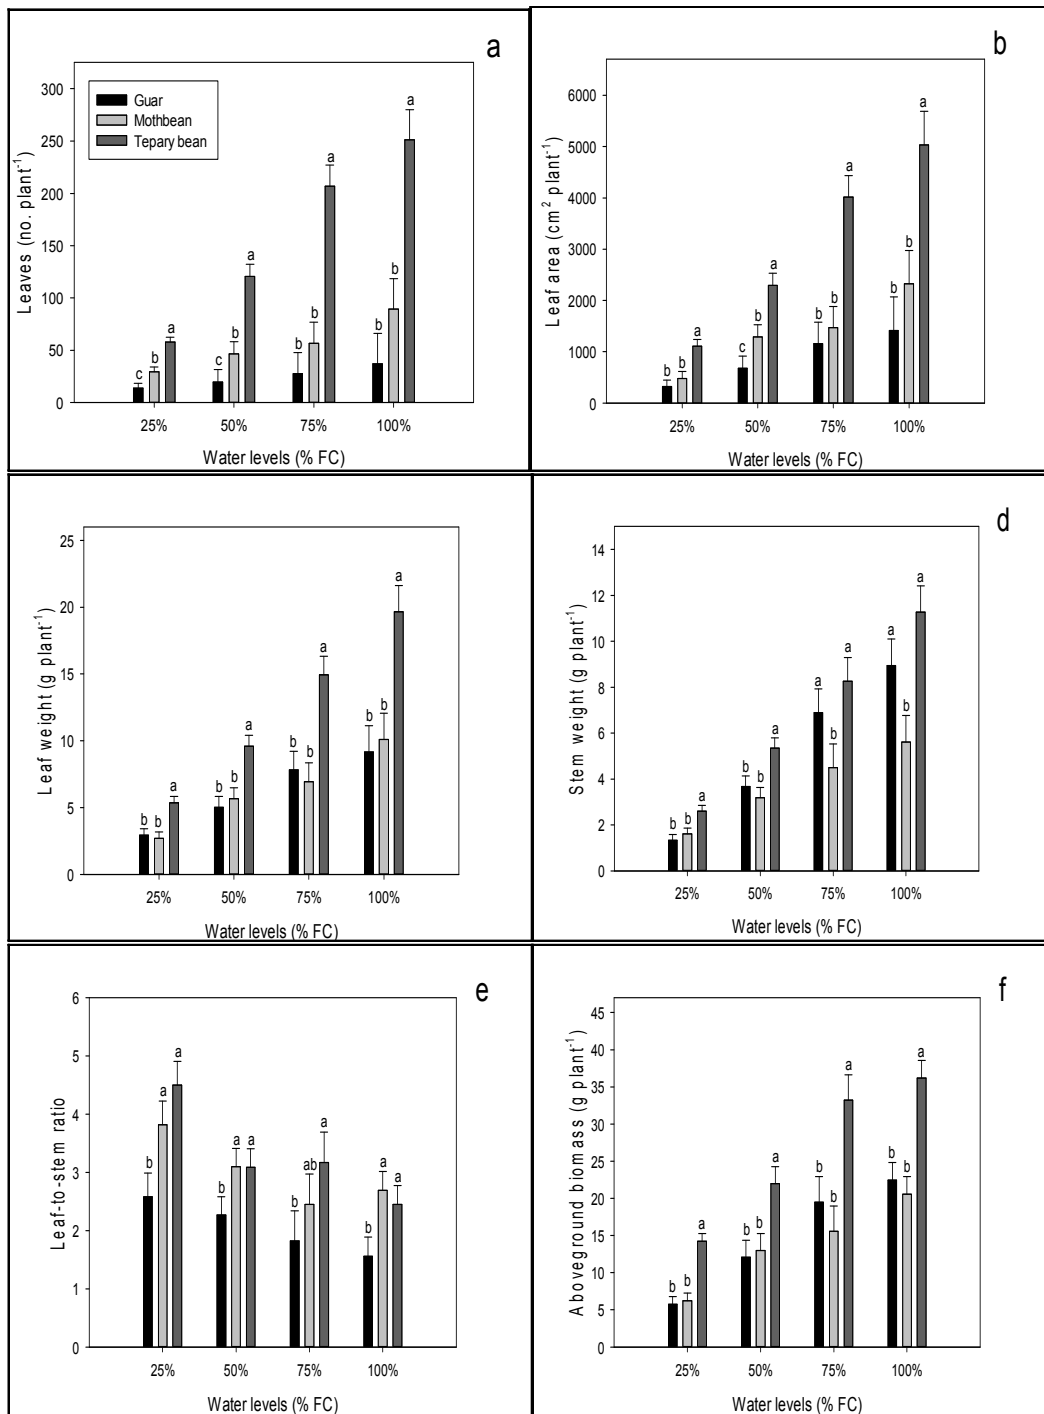 a
Leaves (no. plant⁻¹)
300
250
200
150
100
50
0
Guar
Mothbean
Tepary bean
c b a
c b a
b b a
b b a
25% 50% 75% 100%
Water levels (% FC)
b
Leaf area (cm² plant⁻¹)
6000
5000
4000
3000
2000
1000
0
b b a
c b a
b b a
b b a
25% 50% 75% 100%
Water levels (% FC)
Leaf weight (g plant⁻¹)
25
20
15
10
5
0
b b a
b b a
b b a
b b a
25% 50% 75% 100%
Water levels (% FC)
d
Stem weight (g plant⁻¹)
14
12
10
8
6
4
2
0
b b a
b b a
a b a
a b a
25% 50% 75% 100%
Water levels (% FC)
e
Leaf-to-stem ratio
6
5
4
3
2
1
0
b a a
b a a
b ab a
b a a
25% 50% 75% 100%
Water levels (% FC)
f
Aboveground biomass (g plant⁻¹)
45
40
35
30
25
20
15
10
5
0
b b a
b b a
b b a
b b a
25% 50% 75% 100%
Water levels (% FC)